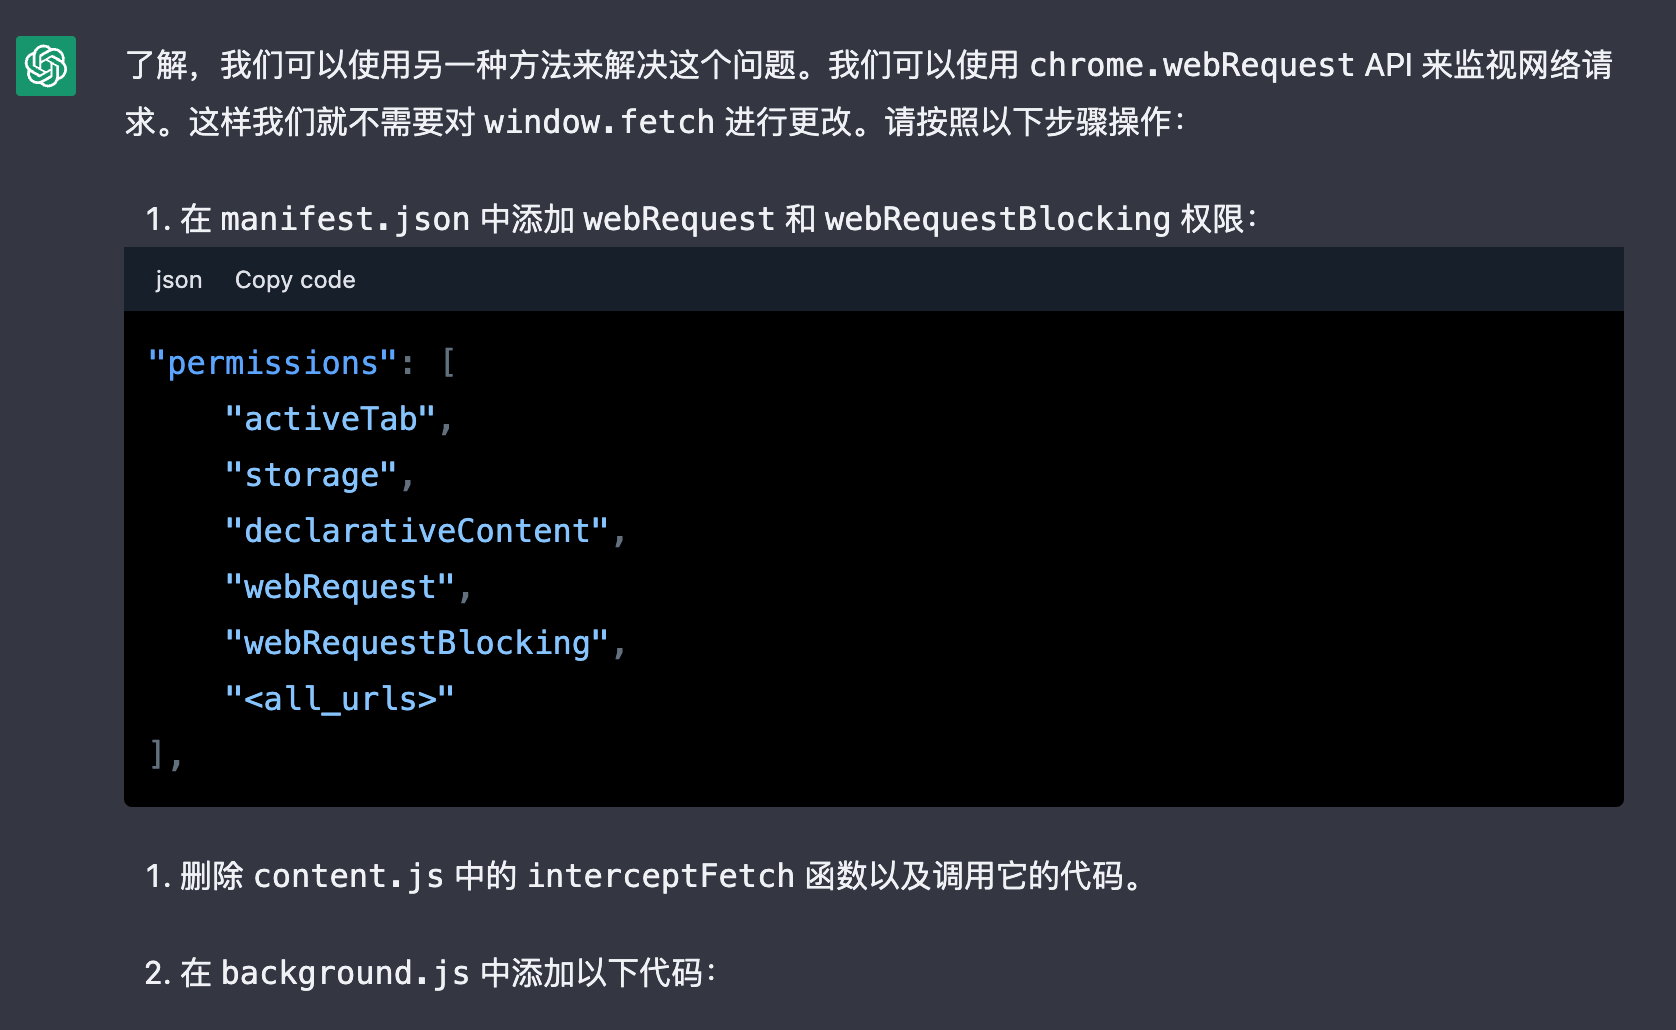 了解，我们可以使用另一种方法来解决这个问题。我们可以使用 chrome.webRequest API 来监视网络请
求。这样我们就不需要对 window.fetch 进行更改。请按照以下步骤操作：
1. 在 manifest.json 中添加 webRequest 和 webRequestBlocking 权限：
json Copy code
"permissions": [
    "activeTab",
    "storage",
    "declarativeContent",
    "webRequest",
    "webRequestBlocking",
    "<all_urls>"
],
1. 删除 content.js 中的 interceptFetch 函数以及调用它的代码。
2. 在 background.js 中添加以下代码：